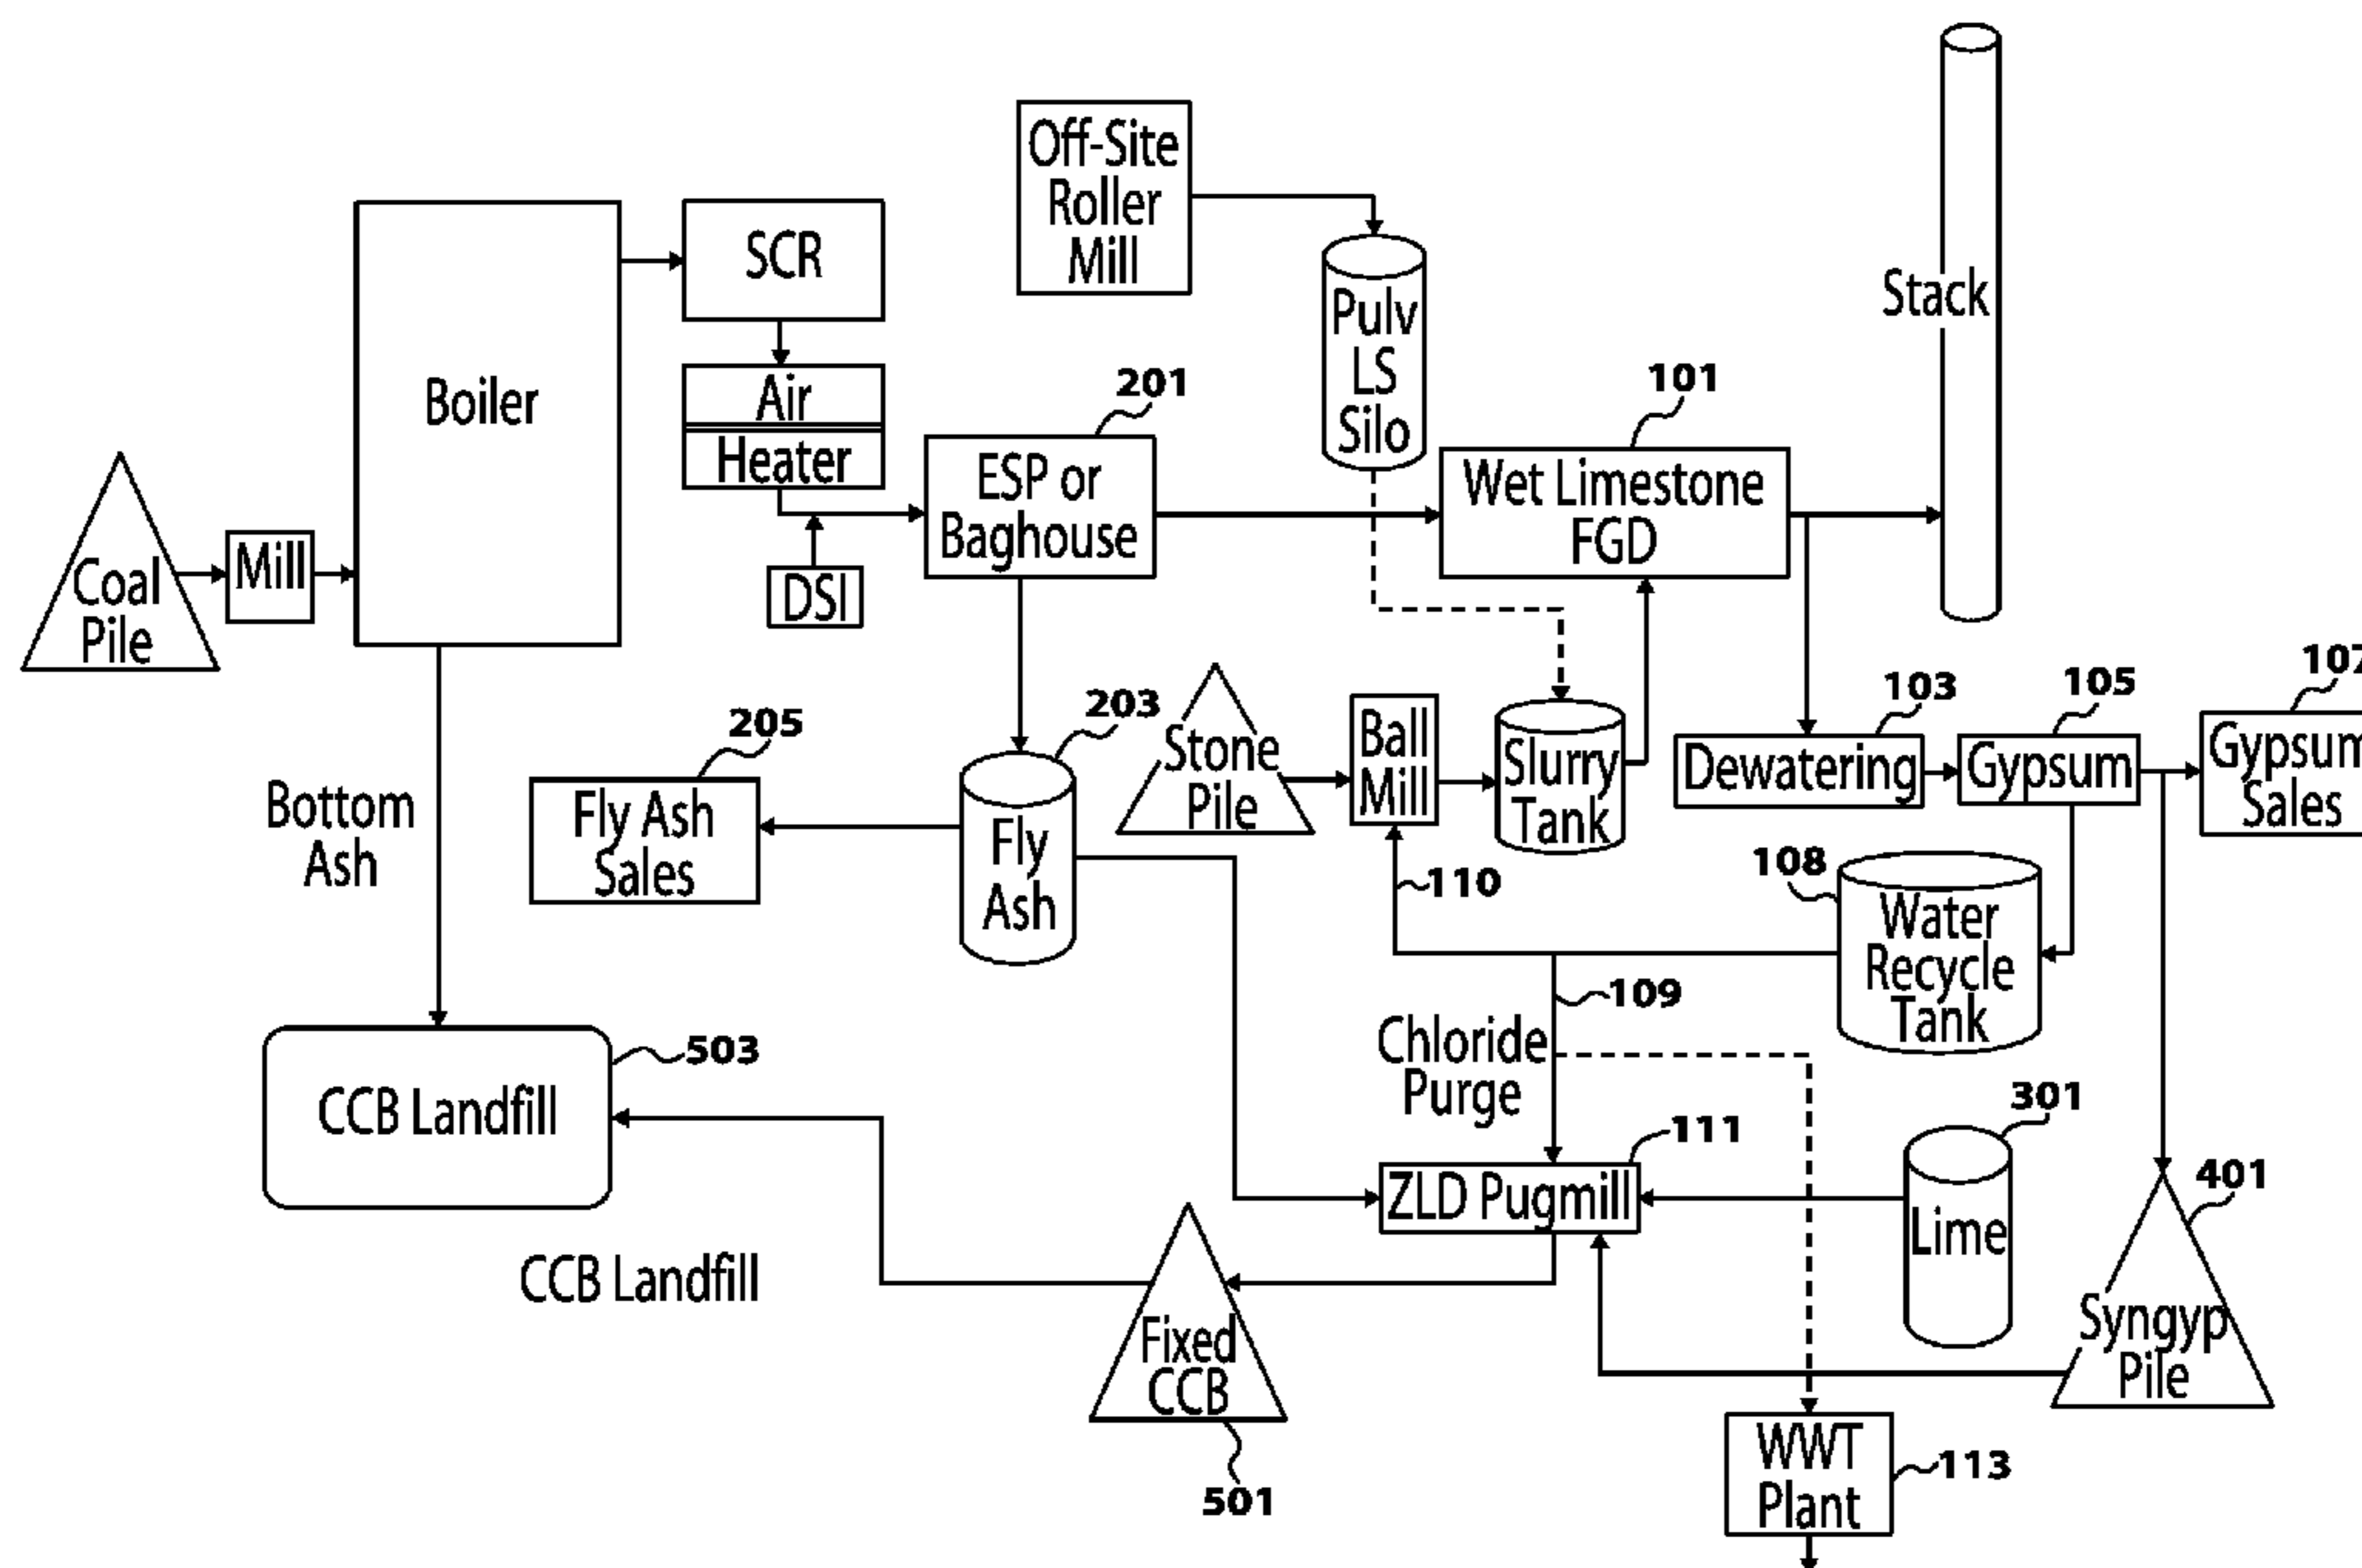 Off-Site
Roller
Mill
SCR
Stack
Pulv
LS
Silo
Boiler
Air
Heater
201
101
ESP or
Baghouse
Wet Limestone
FGD
Coal
Pile
Mill
DSI
107
105
103
203
205
Stone
Pile
Ball
Mill
Slurry
Tank
Dewatering
Gypsum
Gypsum
Sales
Bottom
Ash
Fly Ash
Sales
Fly
Ash
110
108
Water
Recycle
Tank
109
Chloride
Purge
503
CCB Landfill
111
301
401
ZLD Pugmill
Lime
CCB Landfill
Fixed
CCB
Syngyp
Pile
501
WWT
Plant
113